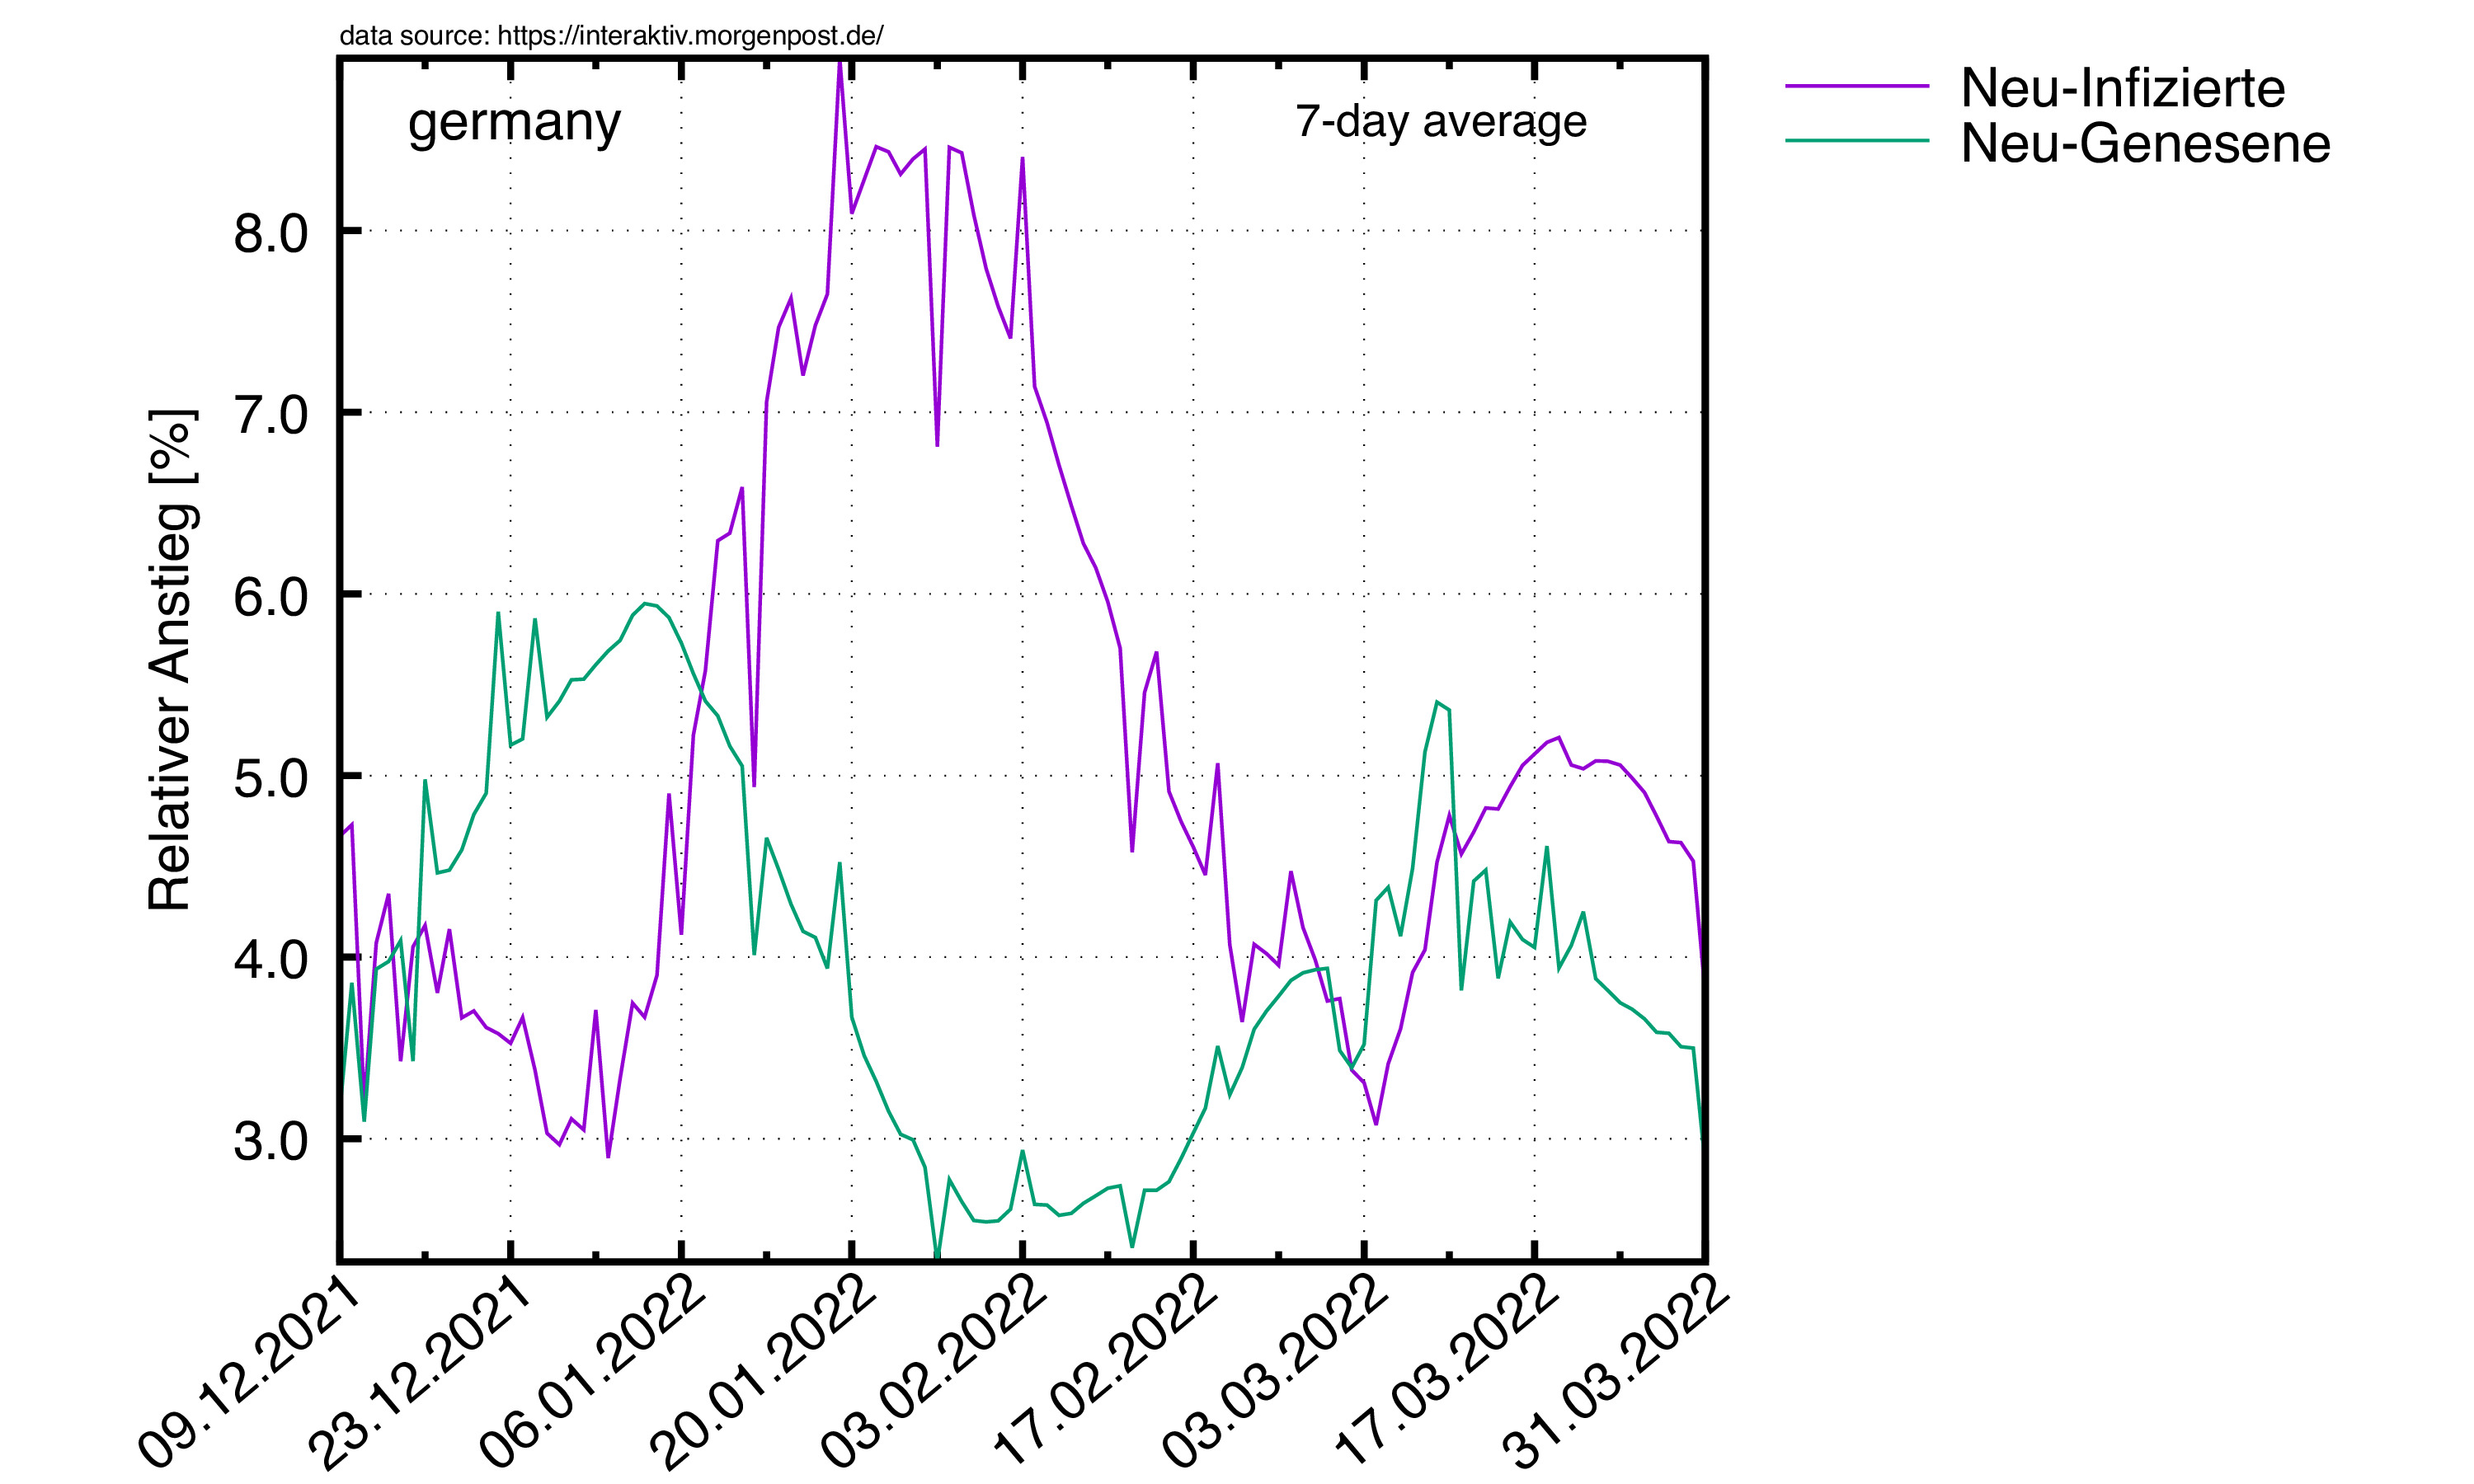 data source: https://interaktiv.morgenpost.de/
germany
7-day average
Neu-Infizierte
Neu-Genesene
Relativer Anstieg [%]
8.0
7.0
6.0
5.0
4.0
3.0
09.12.2021
23.12.2021
06.01.2022
20.01.2022
03.02.2022
17.02.2022
03.03.2022
17.03.2022
31.03.2022